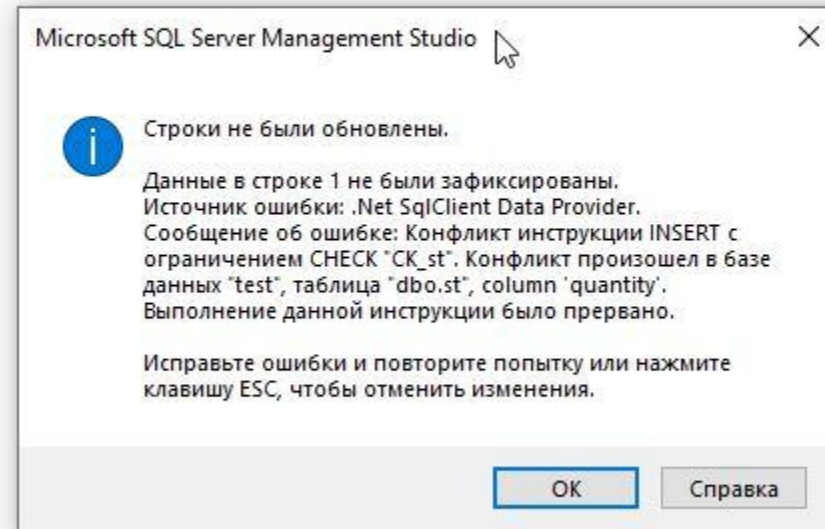 Microsoft SQL Server Management Studio
Строки не были обновлены.
Данные в строке 1 не были зафиксированы.
Источник ошибки: .Net SqlClient Data Provider.
Сообщение об ошибке: Конфликт инструкции INSERT с
ограничением CHECK "CK_st". Конфликт произошел в базе
данных "test", таблица "dbo.st", column 'quantity'.
Выполнение данной инструкции было прервано.
Исправьте ошибки и повторите попытку или нажмите
клавишу ESC, чтобы отменить изменения.
OK
Справка